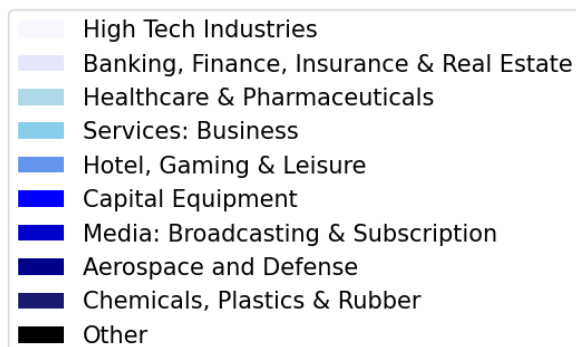 High Tech Industries
Banking, Finance, Insurance & Real Estate
Healthcare & Pharmaceuticals
Services: Business
Hotel, Gaming & Leisure
Capital Equipment
Media: Broadcasting & Subscription
Aerospace and Defense
Chemicals, Plastics & Rubber
Other